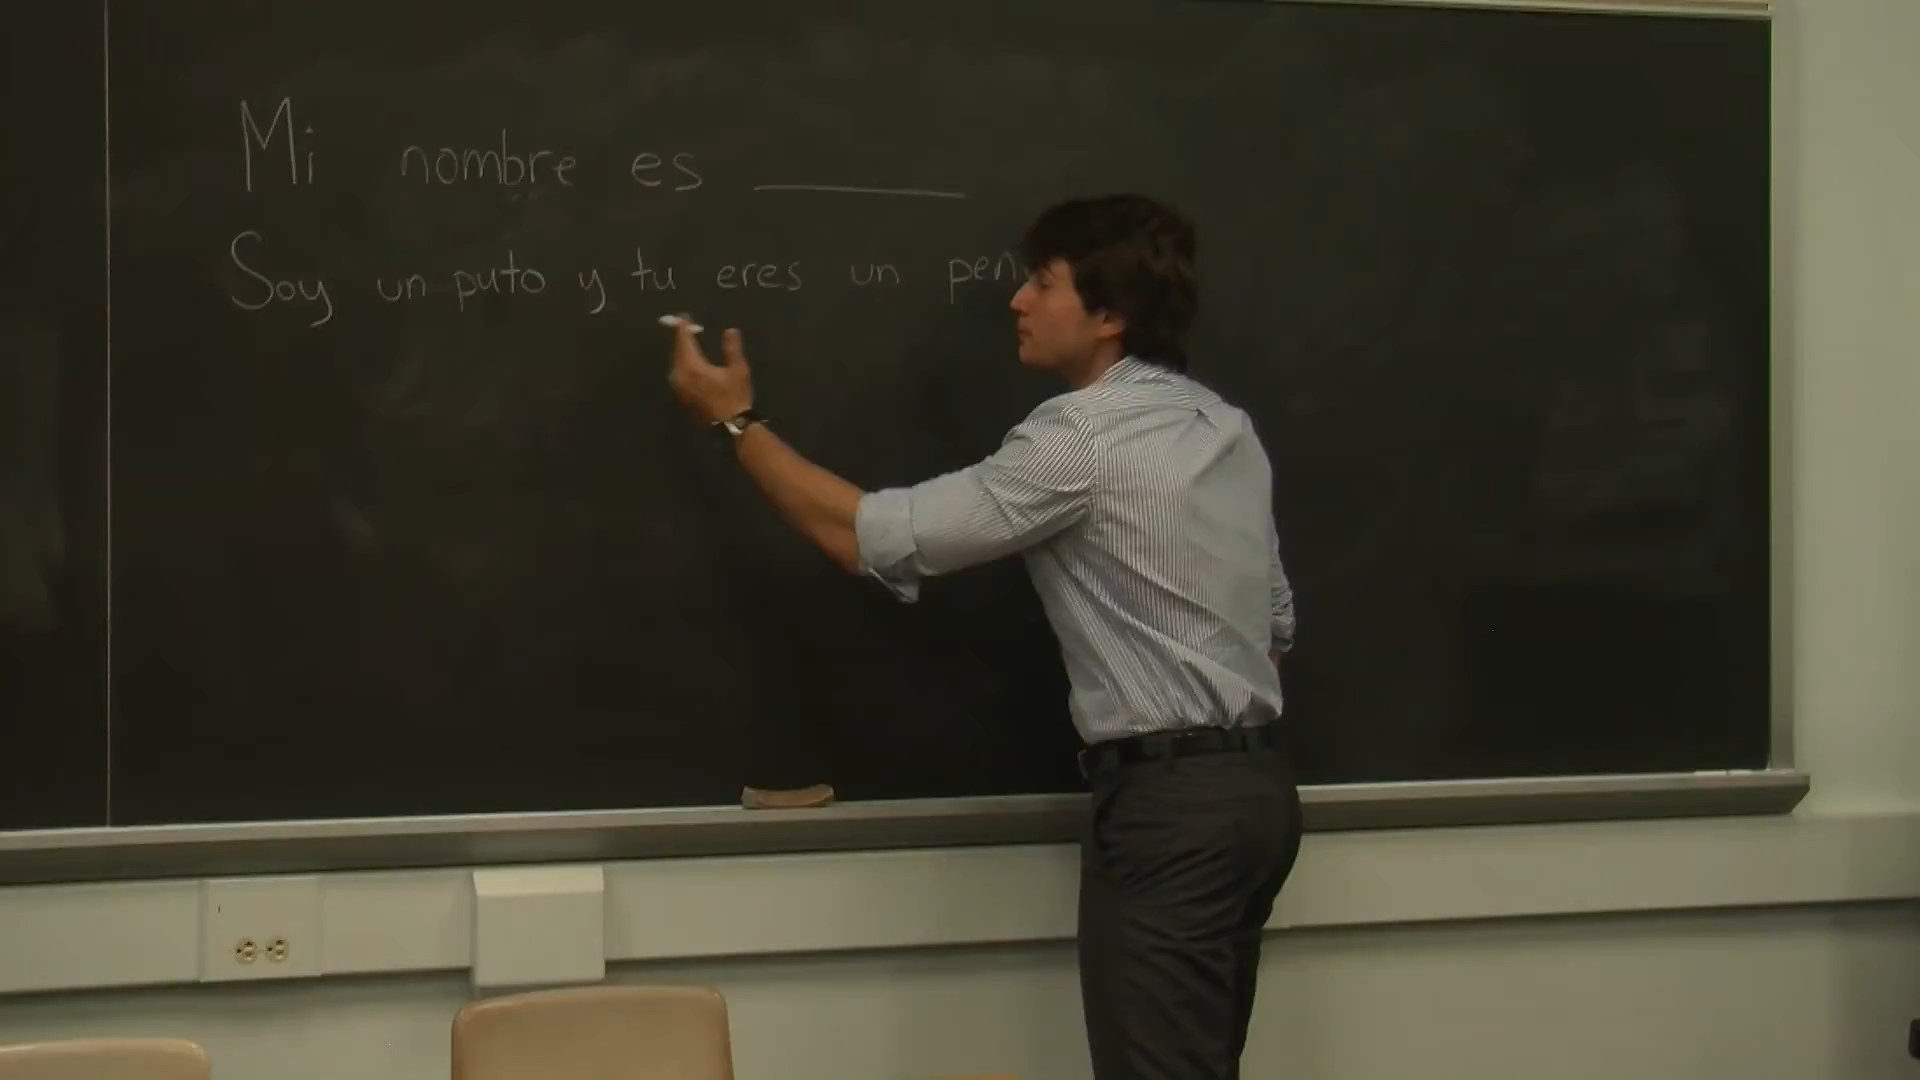 Mi nombre es ______
Soy un puto y tu eres un